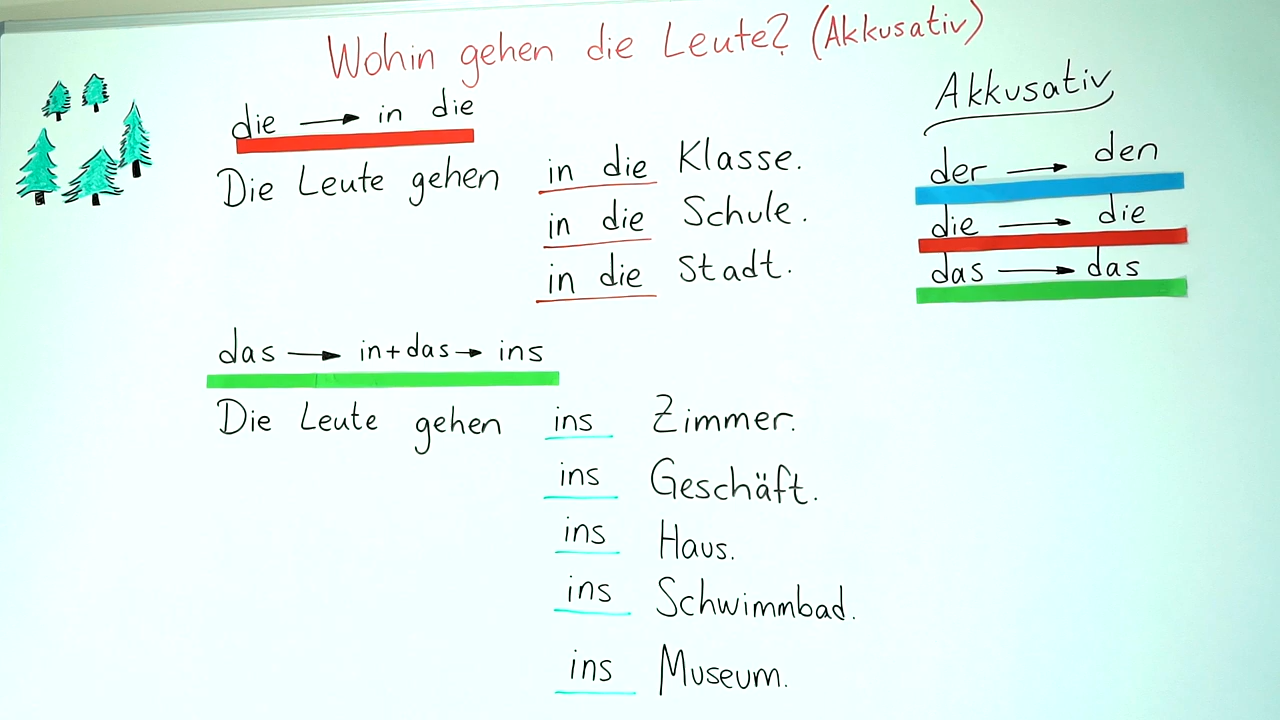 Wohin gehen die Leute? (Akkusativ)
die → in die
Die Leute gehen in die Klasse.
in die Schule.
in die Stadt.
das → in+das → ins
Die Leute gehen ins Zimmer.
ins Geschäft.
ins Haus.
ins Schwimmbad.
ins Museum.
Akkusativ
der → den
die → die
das → das